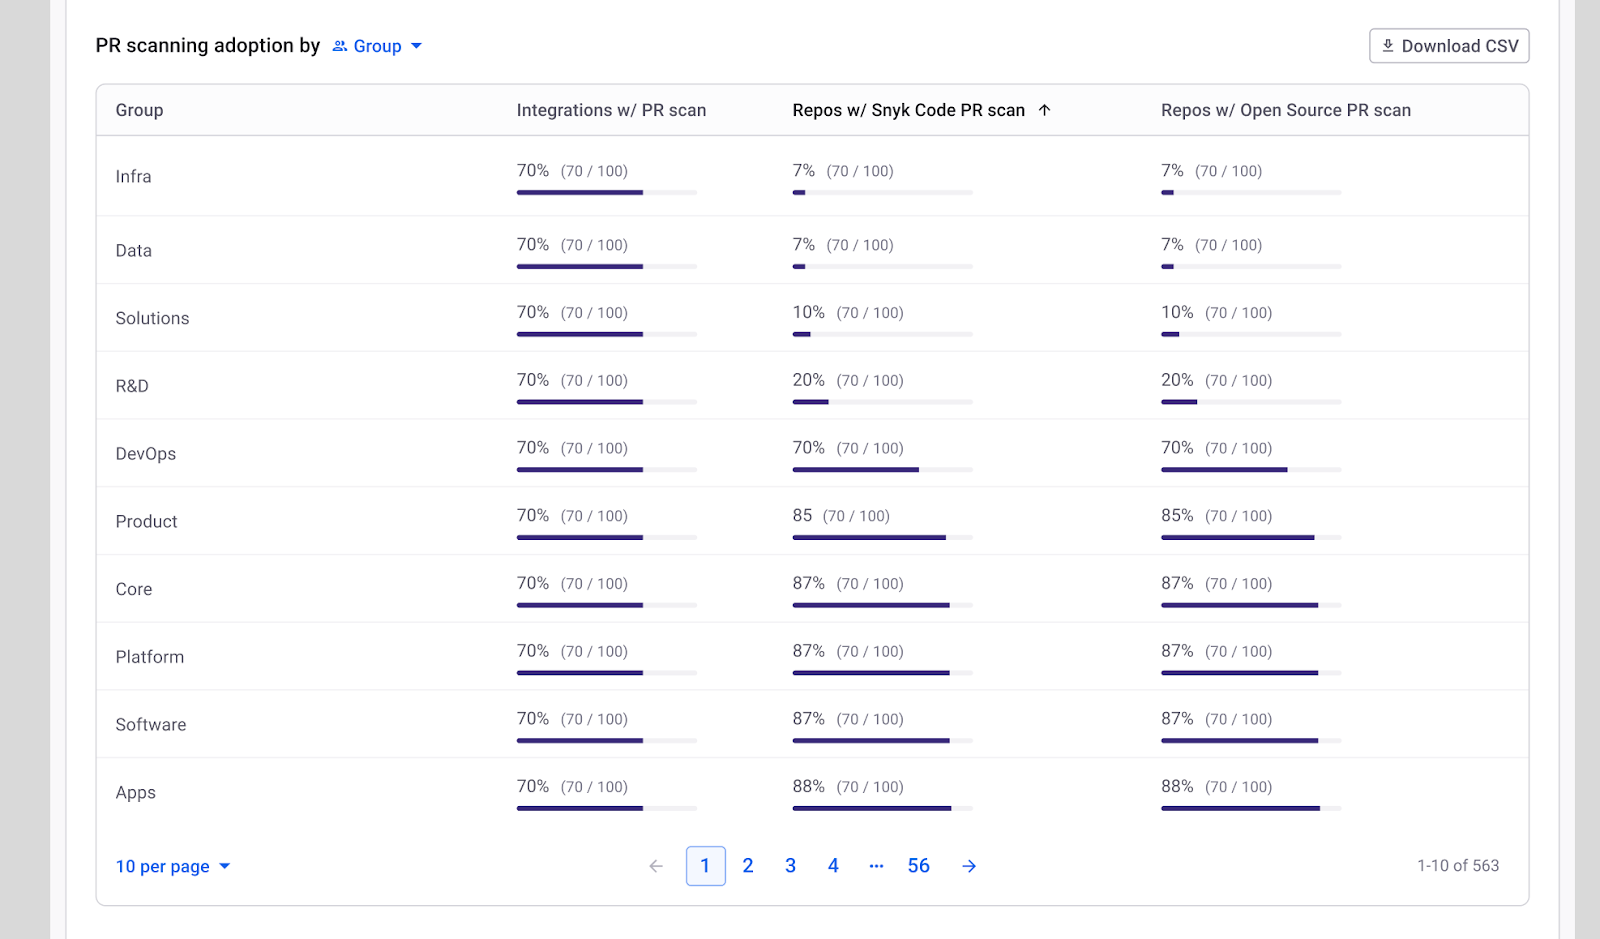 PR scanning adoption by Group
Download CSV
Group Integrations w/ PR scan Repos w/ Snyk Code PR scan ↑ Repos w/ Open Source PR scan
Infra 70% (70 / 100) 7% (70 / 100) 7% (70 / 100)
Data 70% (70 / 100) 7% (70 / 100) 7% (70 / 100)
Solutions 70% (70 / 100) 10% (70 / 100) 10% (70 / 100)
R&D 70% (70 / 100) 20% (70 / 100) 20% (70 / 100)
DevOps 70% (70 / 100) 70% (70 / 100) 70% (70 / 100)
Product 70% (70 / 100) 85 (70 / 100) 85% (70 / 100)
Core 70% (70 / 100) 87% (70 / 100) 87% (70 / 100)
Platform 70% (70 / 100) 87% (70 / 100) 87% (70 / 100)
Software 70% (70 / 100) 87% (70 / 100) 87% (70 / 100)
Apps 70% (70 / 100) 88% (70 / 100) 88% (70 / 100)
10 per page ← 1 2 3 4 ··· 56 → 1-10 of 563